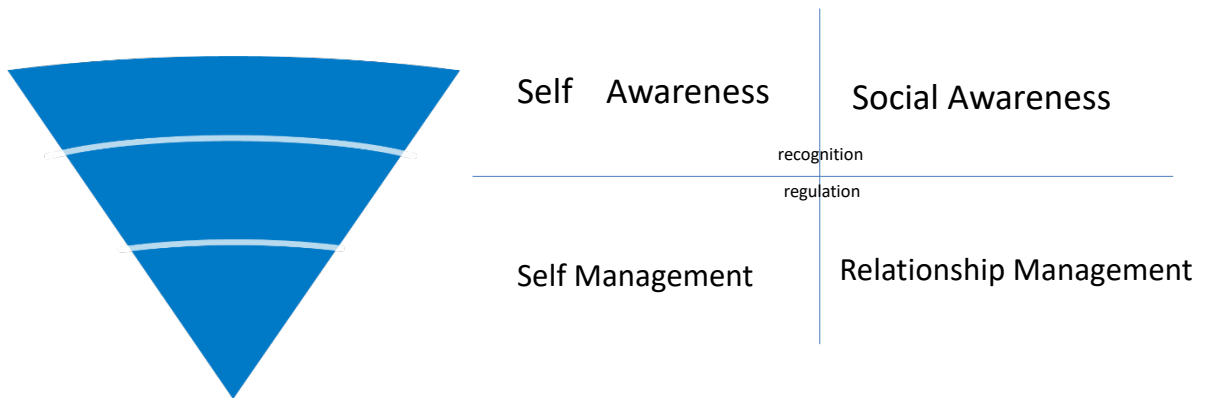 Self    Awareness
Social Awareness
recognition
regulation
Self Management
Relationship Management